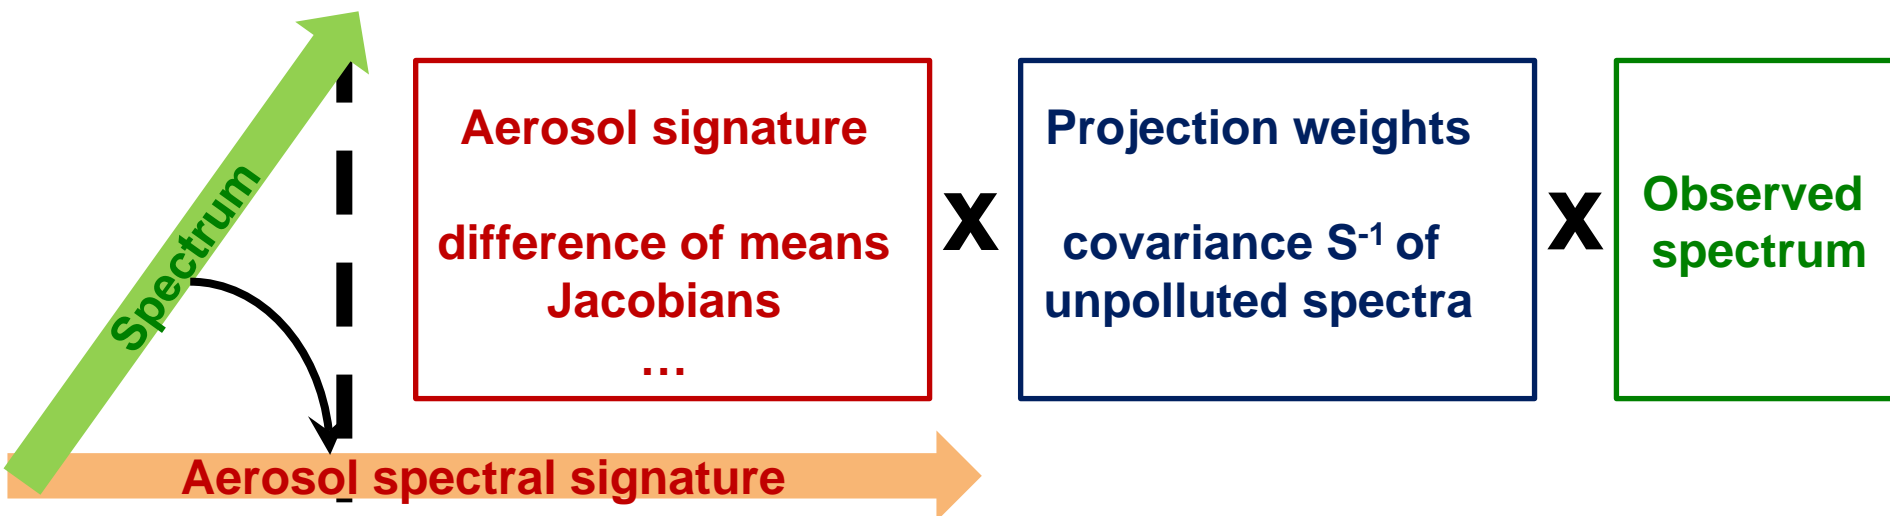 Spectrum
Aerosol spectral signature
Aerosol signature
difference of means
Jacobians
…
x
Projection weights
covariance S⁻¹ of
unpolluted spectra
x
Observed
spectrum